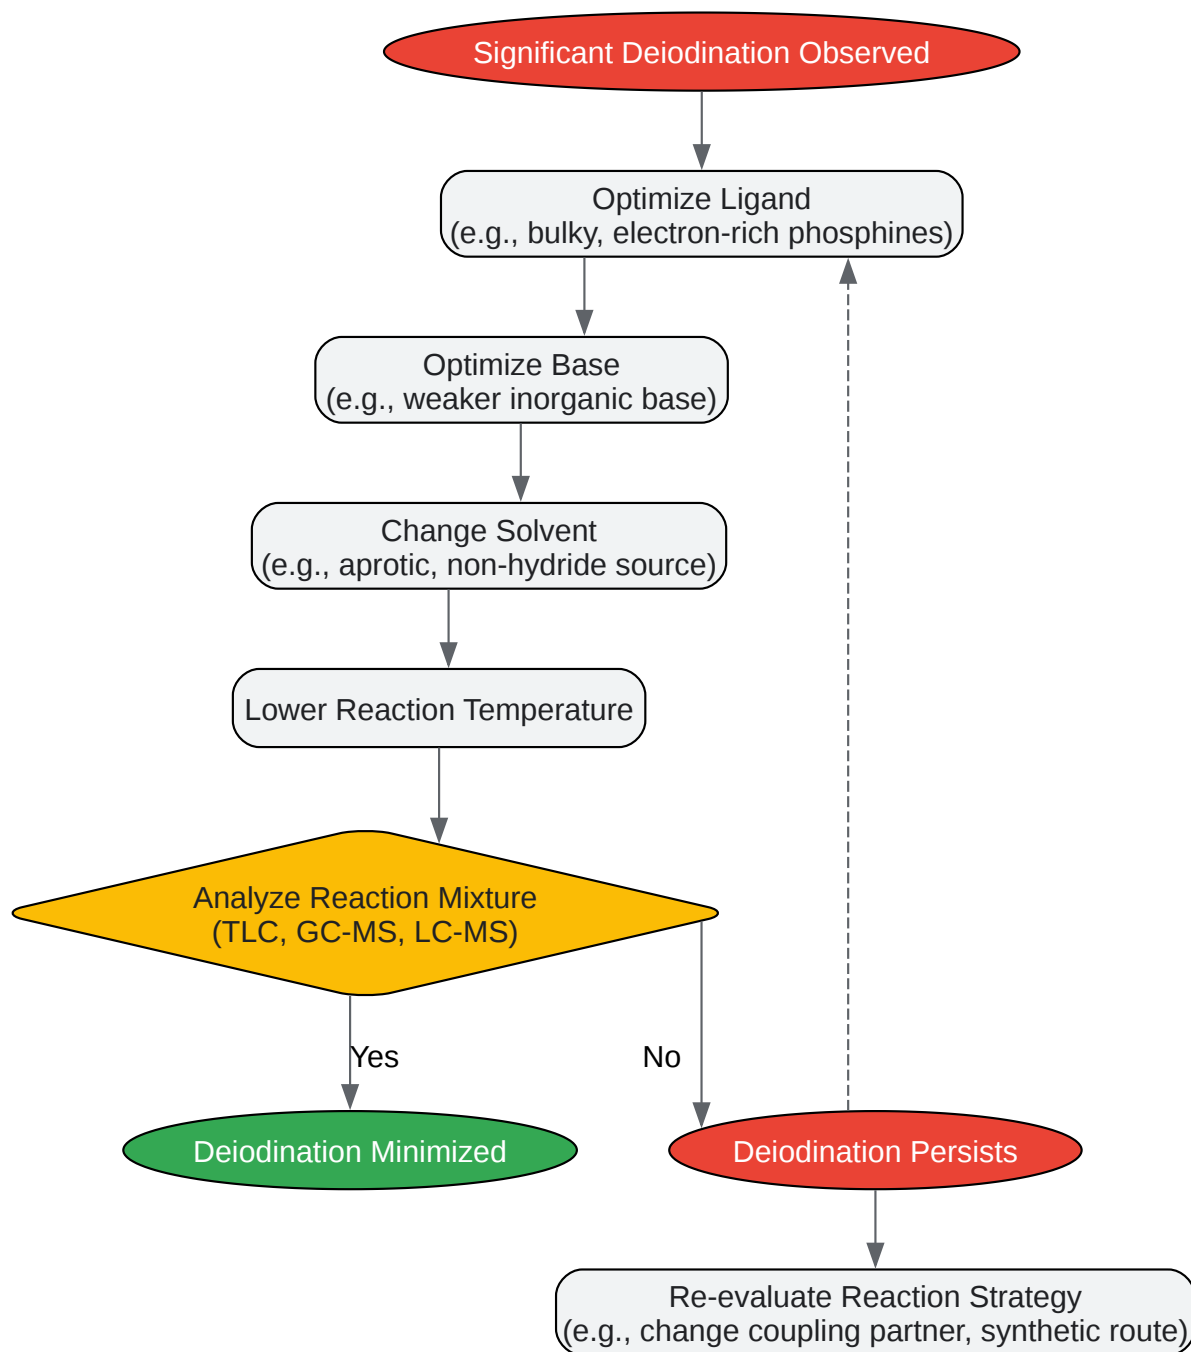 Significant Deiodination Observed
Optimize Ligand
(e.g., bulky, electron-rich phosphines)
Optimize Base
(e.g., weaker inorganic base)
Change Solvent
(e.g., aprotic, non-hydride source)
Lower Reaction Temperature
Analyze Reaction Mixture
(TLC, GC-MS, LC-MS)
Yes
No
Deiodination Minimized
Deiodination Persists
Re-evaluate Reaction Strategy
(e.g., change coupling partner, synthetic route)